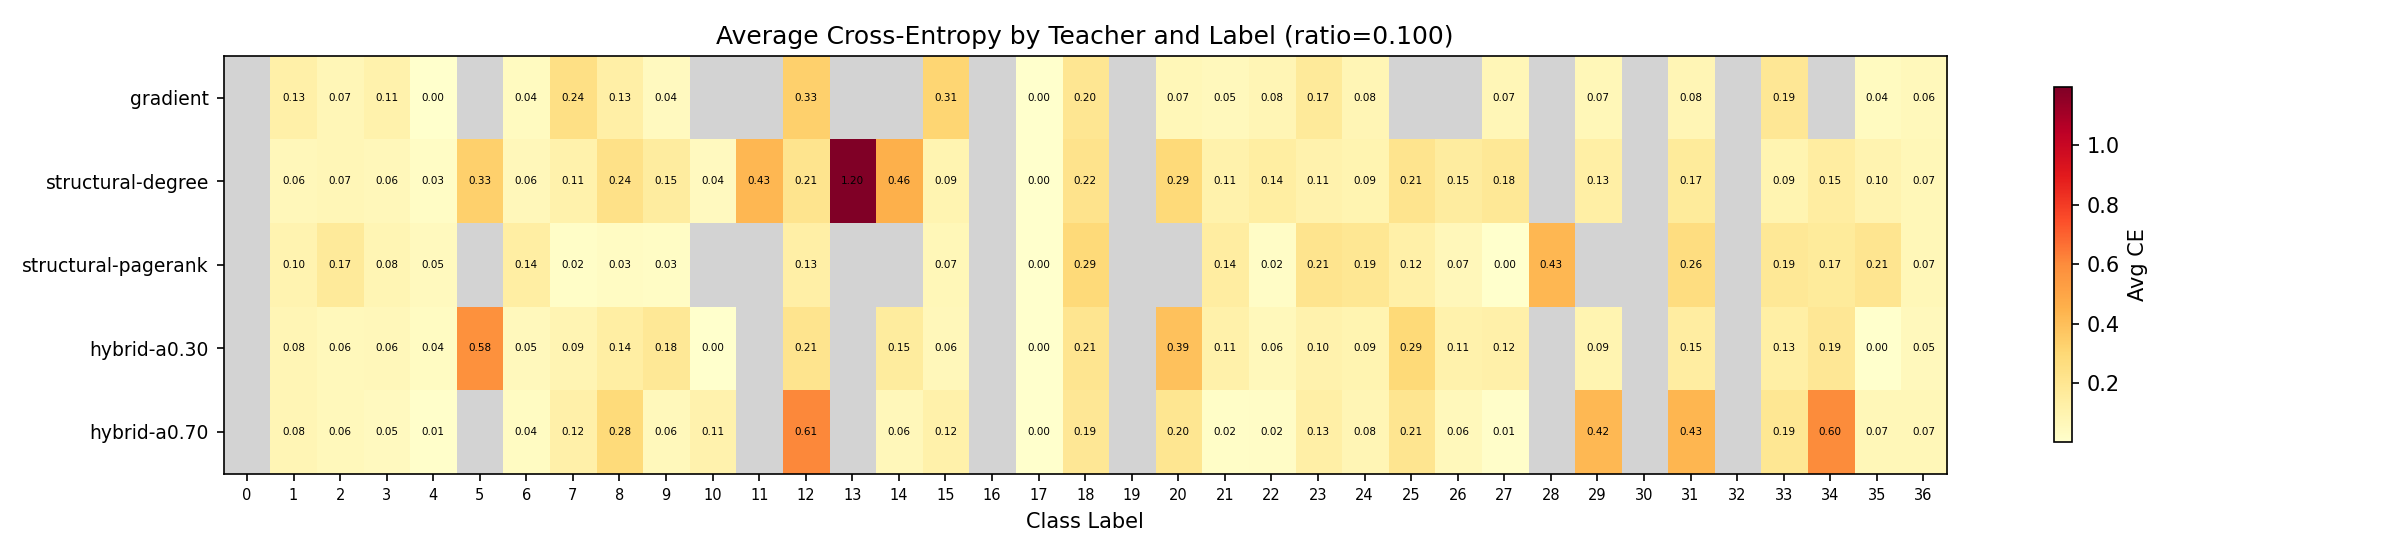 Average Cross-Entropy by Teacher and Label (ratio=0.100)
gradient 0.13 0.07 0.11 0.00 0.04 0.24 0.13 0.04 0.33 0.31 0.00 0.20 0.07 0.05 0.08 0.17 0.08 0.07 0.07 0.08 0.19 0.04 0.06
structural-degree 0.06 0.07 0.06 0.03 0.33 0.06 0.11 0.24 0.15 0.04 0.43 0.21 1.20 0.46 0.09 0.00 0.22 0.29 0.11 0.14 0.11 0.09 0.21 0.15 0.18 0.13 0.17 0.09 0.15 0.10 0.07
structural-pagerank 0.10 0.17 0.08 0.05 0.14 0.02 0.03 0.03 0.13 0.07 0.00 0.29 0.14 0.02 0.21 0.19 0.12 0.07 0.00 0.43 0.26 0.19 0.17 0.21 0.07
hybrid-a0.30 0.08 0.06 0.06 0.04 0.58 0.05 0.09 0.14 0.18 0.00 0.21 0.15 0.06 0.00 0.21 0.39 0.11 0.06 0.10 0.09 0.29 0.11 0.12 0.09 0.15 0.13 0.19 0.00 0.05
hybrid-a0.70 0.08 0.06 0.05 0.01 0.04 0.12 0.28 0.06 0.11 0.61 0.06 0.12 0.00 0.19 0.20 0.02 0.02 0.13 0.08 0.21 0.06 0.01 0.42 0.43 0.19 0.60 0.07 0.07
0 1 2 3 4 5 6 7 8 9 10 11 12 13 14 15 16 17 18 19 20 21 22 23 24 25 26 27 28 29 30 31 32 33 34 35 36
Class Label
1.0
0.8
0.6
0.4
0.2
Avg CE